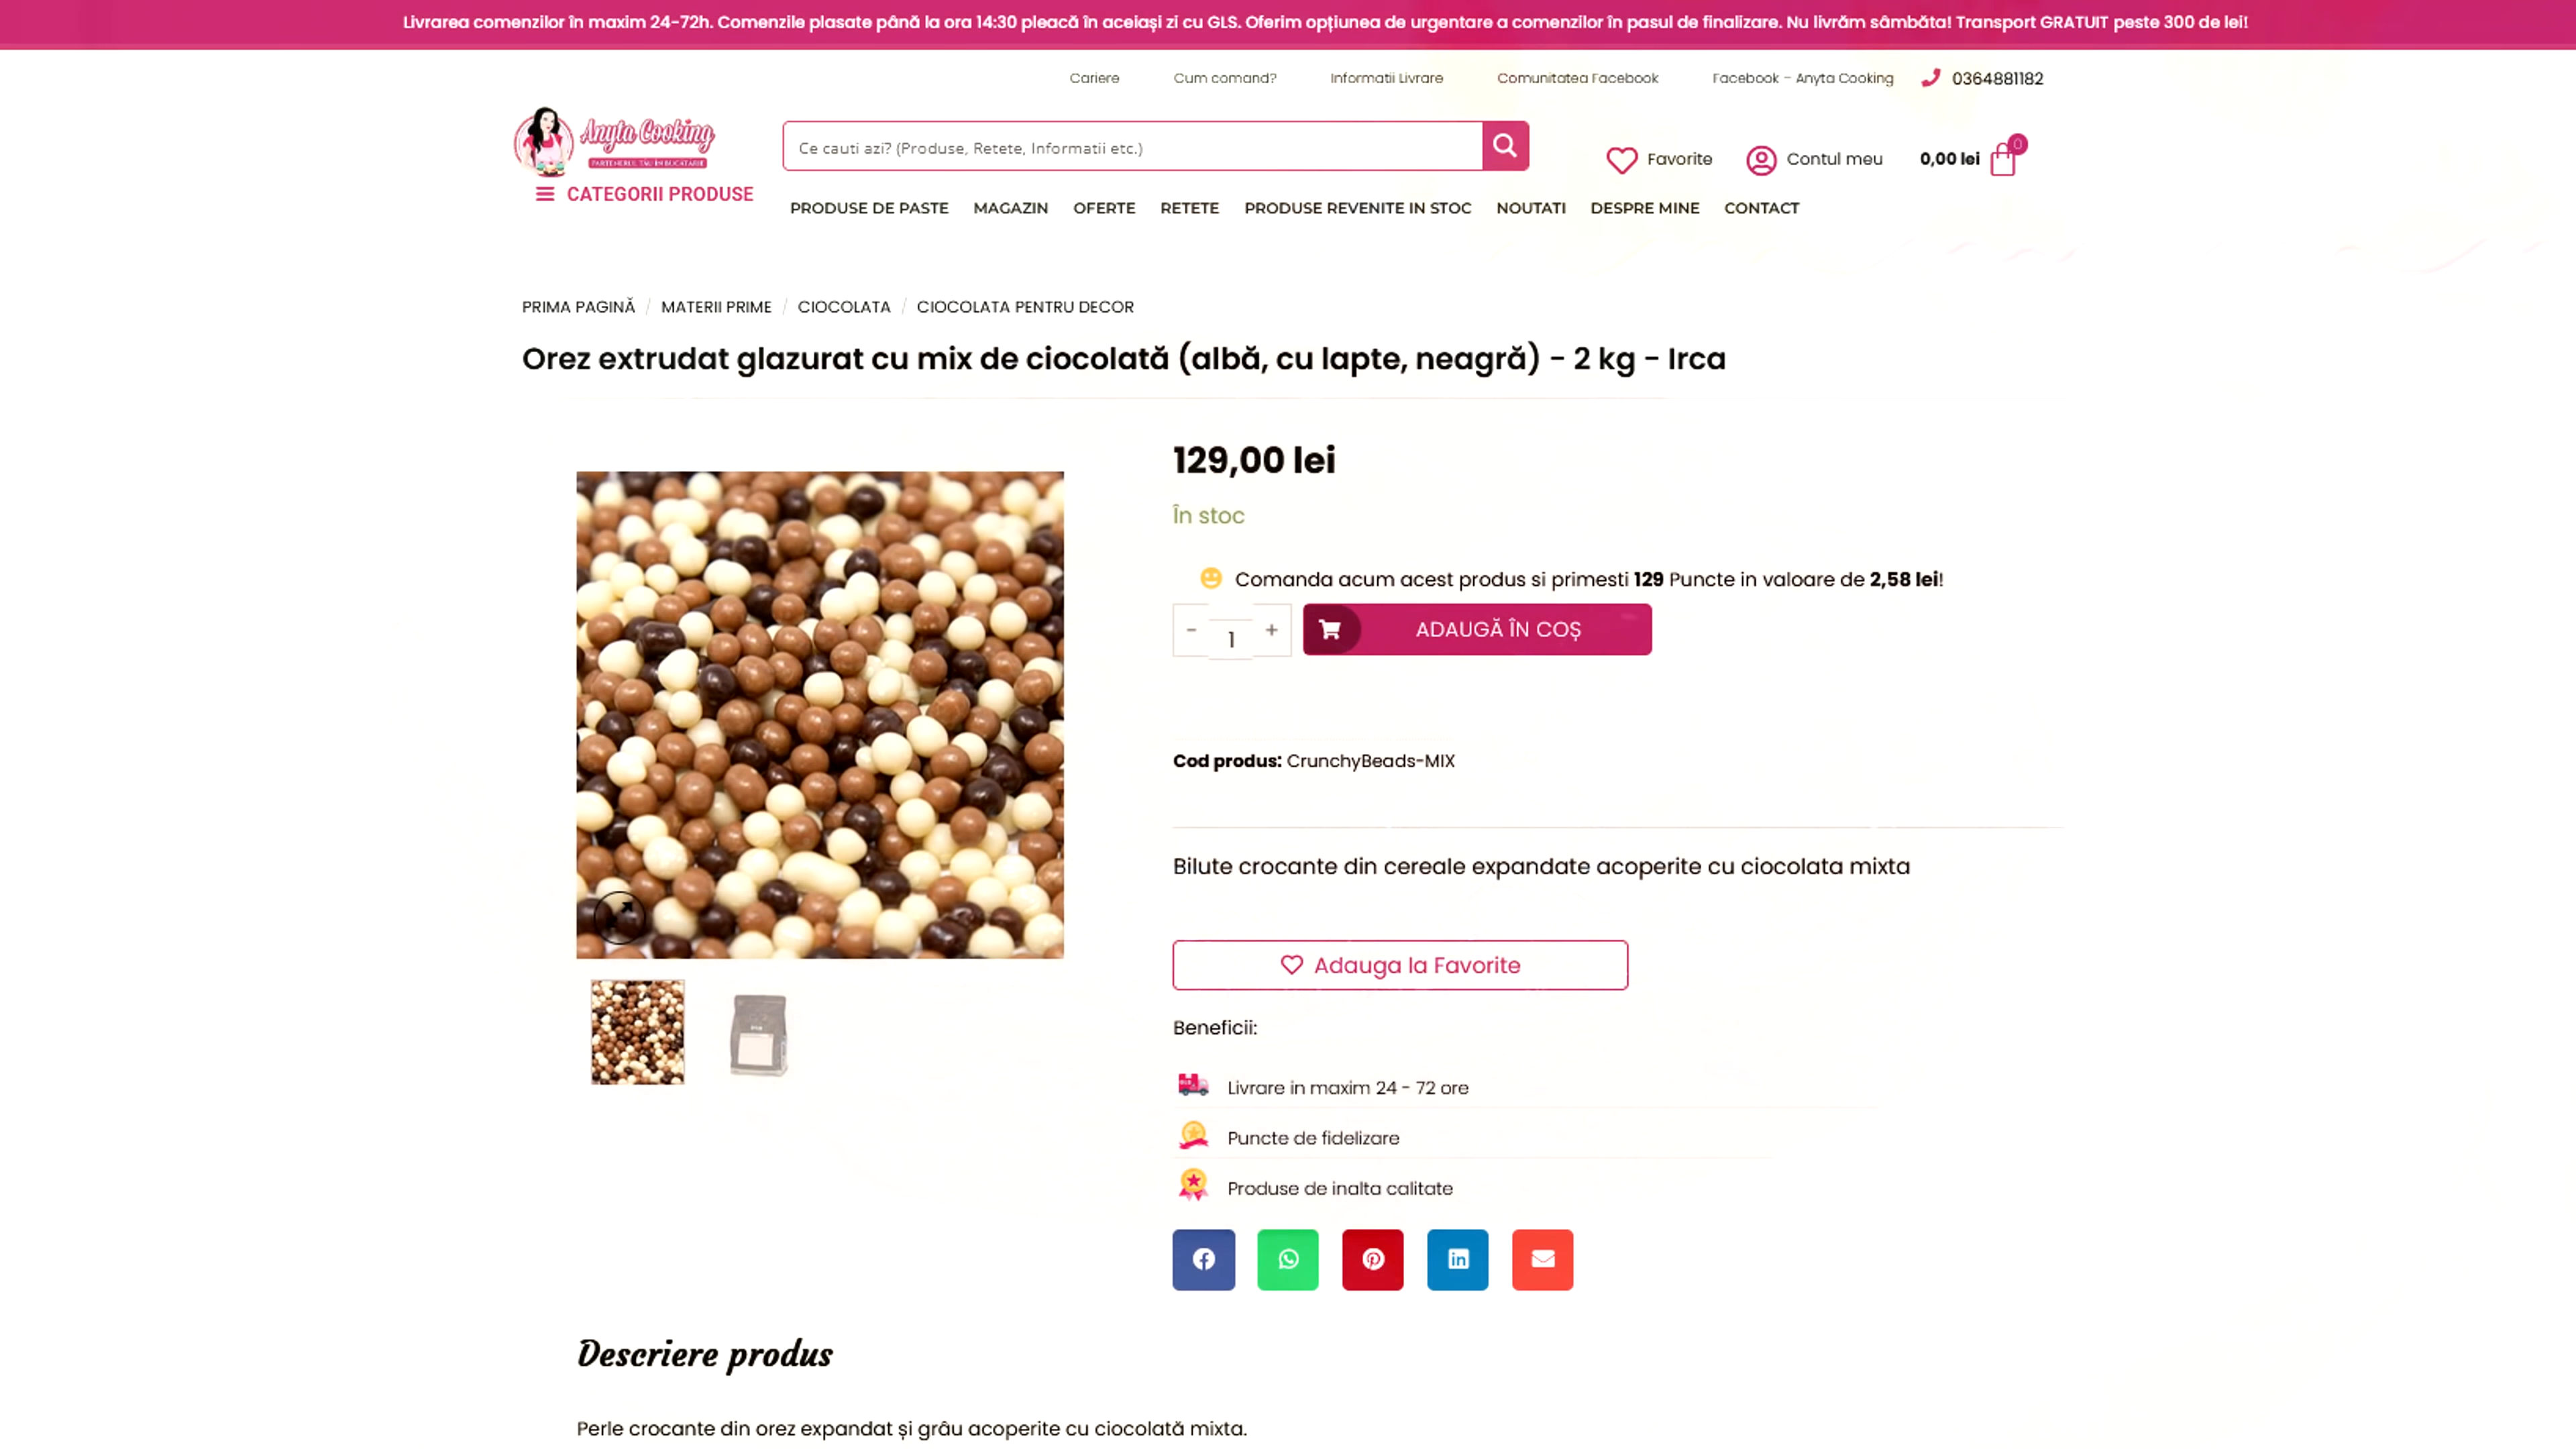 Livrarea comenzilor în maxim 24-72h. Comenzile plasate până la ora 14:30 pleacă în aceiași zi cu GLS. Oferim opțiunea de urgentare a comenzilor în pasul de finalizare. Nu livrăm sâmbăta! Transport GRATUIT peste 300 de lei!
Cariere Cum comand? Informatii Livrare Comunitatea Facebook Facebook – Anyta Cooking 0364881182
Anyta Cooking
PARTENERUL TĂU ÎN BUCĂTĂRIE
Ce cauti azi? (Produse, Retete, Informatii etc.)
Favorite Contul meu 0,00 lei 0
CATEGORII PRODUSE
PRODUSE DE PASTE MAGAZIN OFERTE RETETE PRODUSE REVENITE IN STOC NOUTATI DESPRE MINE CONTACT
PRIMA PAGINĂ / MATERII PRIME / CIOCOLATA / CIOCOLATA PENTRU DECOR
Orez extrudat glazurat cu mix de ciocolată (albă, cu lapte, neagră) - 2 kg - Irca
129,00 lei
În stoc
Comanda acum acest produs si primesti 129 Puncte in valoare de 2,58 lei!
- 1 + ADAUGĂ ÎN COȘ
Cod produs: CrunchyBeads-MIX
Bilute crocante din cereale expandate acoperite cu ciocolata mixta
Adauga la Favorite
Beneficii:
Livrare in maxim 24 - 72 ore
Puncte de fidelizare
Produse de inalta calitate
Descriere produs
Perle crocante din orez expandat și grâu acoperite cu ciocolată mixta.